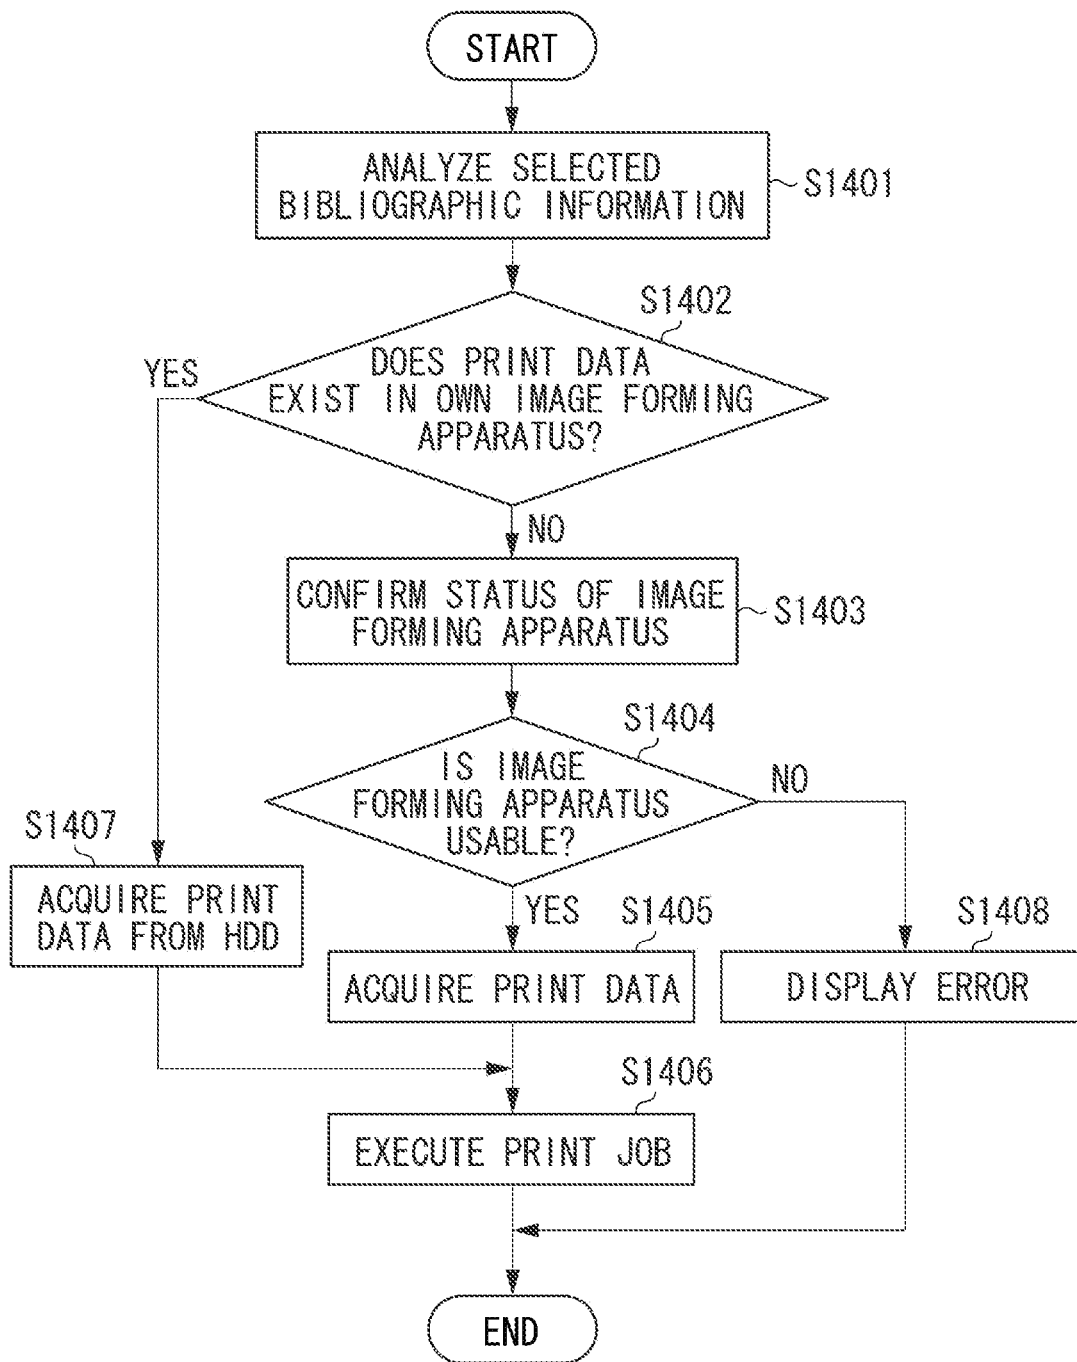 START
ANALYZE SELECTED
BIBLIOGRAPHIC INFORMATION
S1401
S1402
DOES PRINT DATA
EXIST IN OWN IMAGE FORMING
APPARATUS?
YES
NO
CONFIRM STATUS OF IMAGE
FORMING APPARATUS
S1403
S1404
IS IMAGE
FORMING APPARATUS
USABLE?
NO
YES
S1407
ACQUIRE PRINT
DATA FROM HDD
S1405
ACQUIRE PRINT DATA
S1408
DISPLAY ERROR
S1406
EXECUTE PRINT JOB
END